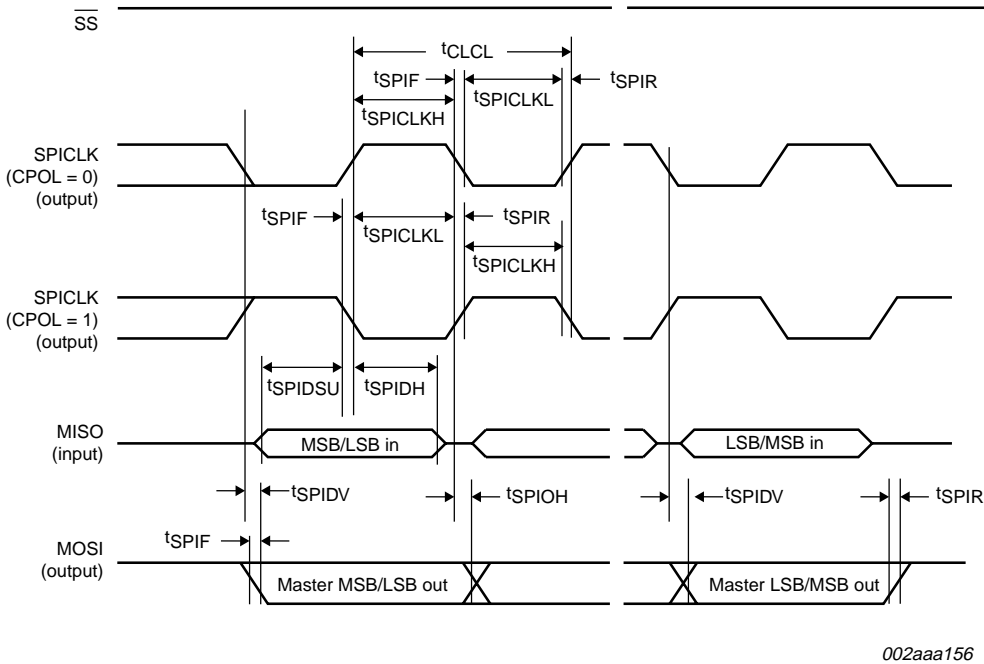 SS
tCLCL
tSPIF
tSPICLKL
tSPIR
tSPICLKH
SPICLK
(CPOL = 0)
(output)
tSPIF
tSPICLKL
tSPIR
tSPICLKH
SPICLK
(CPOL = 1)
(output)
tSPIDSU
tSPIDH
MISO
(input)
MSB/LSB in
LSB/MSB in
tSPIDV
tSPIOH
tSPIDV
tSPIR
tSPIF
MOSI
(output)
Master MSB/LSB out
Master LSB/MSB out
002aaa156